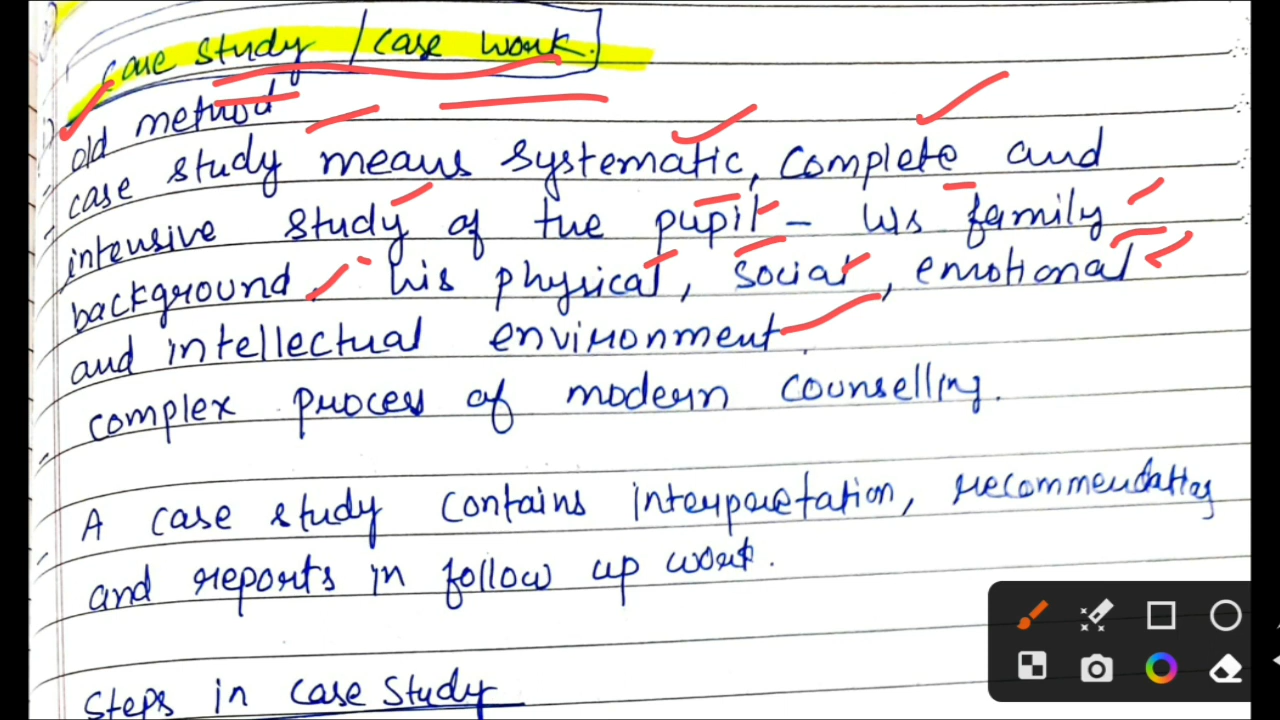 case study / case work.
old method
case study means systematic, complete and
intensive study of the pupil - his family
background, his physical, social, emotional
and intellectual environment.
complex process of modern counselling.
A case study contains interpretation, recommendation
and reports in follow up work.
Steps in case study